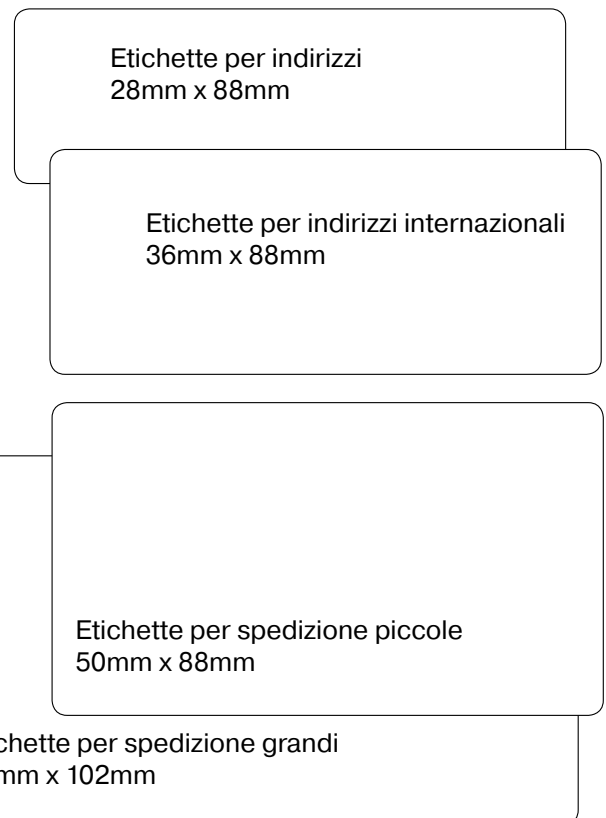 Etichette per indirizzi
28mm x 88mm
Etichette per indirizzi internazionali
36mm x 88mm
Etichette per spedizione piccole
50mm x 88mm
chette per spedizione grandi
mm x 102mm